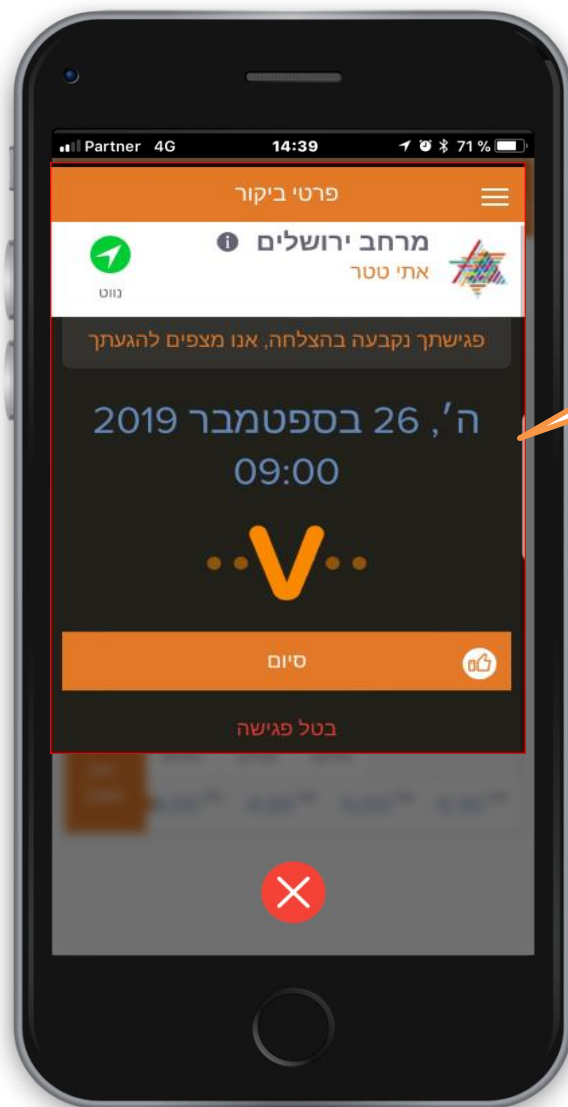 Partner 4G 14:39 71 %
פרטי ביקור
מרחב ירושלים
אתי טטר
נווט
פגישתך נקבעה בהצלחה, אנו מצפים להגעתך
ה', 26 בספטמבר 2019
09:00
סיום
בטל פגישה